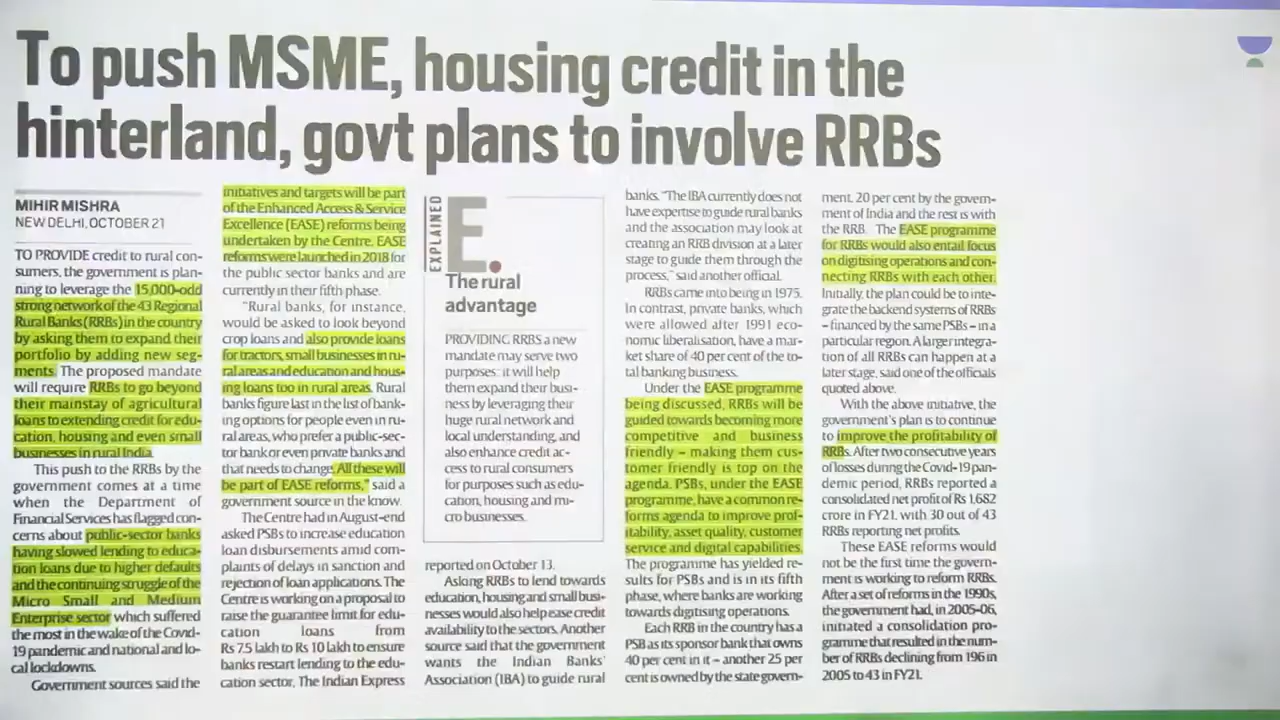 To push MSME, housing credit in the
hinterland, govt plans to involve RRBs
MIHIR MISHRA
NEW DELHI, OCTOBER 21
TO PROVIDE credit to rural con-
sumers, the government is plan-
ning to leverage the 15,000-odd
strong network of the 43 Regional
Rural Banks (RRBs) in the country
by asking them to expand their
portfolio by adding new seg-
ments. The proposed mandate
will require RRBs to go beyond
their mainstay of agricultural
loans to extending credit for edu-
cation, housing and even small
businesses in rural India.
This push to the RRBs by the
government comes at a time
when the Department of
Financial Services has flagged con-
cerns about public-sector banks
having slowed lending to educa-
tion loans due to higher defaults
and the continuing struggle of the
Micro Small and Medium
Enterprise sector which suffered
the most in the wake of the Covid-
19 pandemic and national and lo-
cal lockdowns.
Government sources said the
initiatives and targets will be part
of the Enhanced Access & Service
Excellence (EASE) reforms being
undertaken by the Centre. EASE
reforms were launched in 2018 for
the public sector banks and are
currently in their fifth phase.
"Rural banks, for instance,
would be asked to look beyond
crop loans and also provide loans
for tractors, small businesses in ru-
ral areas and education and hous-
ing loans too in rural areas. Rural
banks figure last in the list of bank-
ing options for people even in ru-
ral areas, who prefer a public-sec-
tor bank or even private banks and
that needs to change. All these will
be part of EASE reforms," said a
government source in the know.
The Centre had in August-end
asked PSBs to increase education
loan disbursements amid com-
plaints of delays in sanction and
rejection of loan applications. The
Centre is working on a proposal to
raise the guarantee limit for edu-
cation loans from
Rs 7.5 lakh to Rs 10 lakh to ensure
banks restart lending to the edu-
cation sector, The Indian Express
EXPLAINED
E.
The rural
advantage
PROVIDING RRBS a new
mandate may serve two
purposes: it will help
them expand their busi-
ness by leveraging their
huge rural network and
local understanding, and
also enhance credit ac-
cess to rural consumers
for purposes such as edu-
cation, housing and mi-
cro businesses.
reported on October 13.
Asking RRBs to lend towards
education, housing and small busi-
nesses would also help ease credit
availability to the sectors. Another
source said that the government
wants the Indian Banks'
Association (IBA) to guide rural
banks. "The IBA currently does not
have expertise to guide rural banks
and the association may look at
creating an RRB division at a later
stage to guide them through the
process," said another official.
RRBs came into being in 1975.
In contrast, private banks, which
were allowed after 1991 eco-
nomic liberalisation, have a mar-
ket share of 40 per cent of the to-
tal banking business.
Under the EASE programme
being discussed, RRBs will be
guided towards becoming more
competitive and business
friendly – making them cus-
tomer friendly is top on the
agenda. PSBs, under the EASE
programme, have a common re-
forms agenda to improve prof-
itability, asset quality, customer
service and digital capabilities.
The programme has yielded re-
sults for PSBs and is in its fifth
phase, where banks are working
towards digitising operations.
Each RRB in the country has a
PSB as its sponsor bank that owns
40 per cent in it – another 25 per
cent is owned by the state govern-
ment, 20 per cent by the govern-
ment of India and the rest is with
the RRB. The EASE programme
for RRBs would also entail focus
on digitising operations and con-
necting RRBs with each other.
Initially, the plan could be to inte-
grate the backend systems of RRBs
– financed by the same PSBs – in a
particular region. A larger integra-
tion of all RRBs can happen at a
later stage, said one of the officials
quoted above.
With the above initiative, the
government's plan is to continue
to improve the profitability of
RRBs. After two consecutive years
of losses during the Covid-19 pan-
demic period, RRBs reported a
consolidated net profit of Rs 1,682
crore in FY21, with 30 out of 43
RRBs reporting net profits.
These EASE reforms would
not be the first time the govern-
ment is working to reform RRBs.
After a set of reforms in the 1990s,
the government had, in 2005-06,
initiated a consolidation pro-
gramme that resulted in the num-
ber of RRBs declining from 196 in
2005 to 43 in FY21.